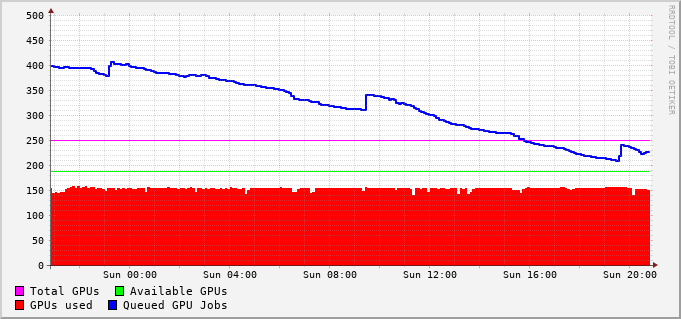 500
450
400
350
300
250
200
150
100
50
0
Sun 00:00 Sun 04:00 Sun 08:00 Sun 12:00 Sun 16:00 Sun 20:00
Total GPUs Available GPUs
GPUs used Queued GPU Jobs
RRDTOOL / TOBI OETIKER